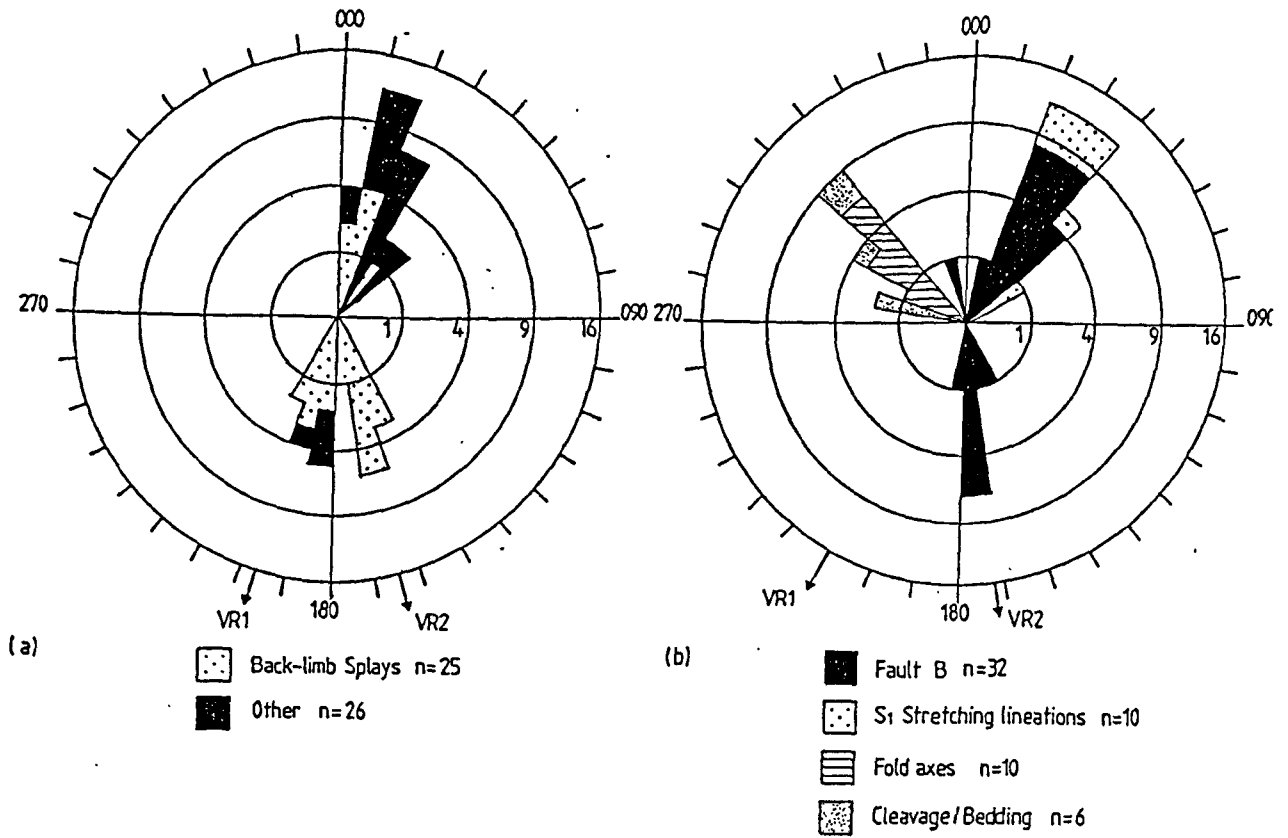 000
270
090
1
4
9
16
VR1
180
VR2
(a)
Back-limb Splays n=25
Other n=26
000
270
090
1
4
9
16
VR1
180
VR2
(b)
Fault B n=32
S1 Stretching lineations n=10
Fold axes n=10
Cleavage/Bedding n=6